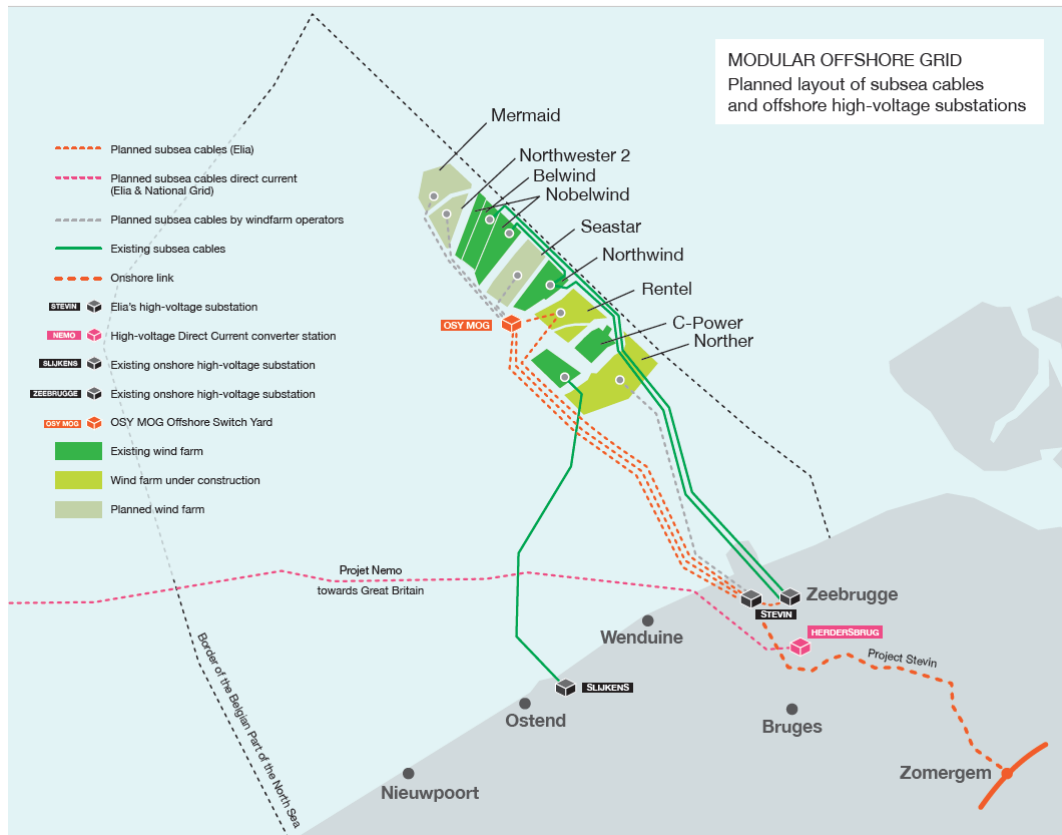 MODULAR OFFSHORE GRID
Planned layout of subsea cables
and offshore high-voltage substations
Planned subsea cables (Elia)
Planned subsea cables direct current
(Elia & National Grid)
Planned subsea cables by windfarm operators
Existing subsea cables
Onshore link
STEVIN
Elia's high-voltage substation
NEMO
High-voltage Direct Current converter station
SLIJKENS
Existing onshore high-voltage substation
ZEEBRUGGE
Existing onshore high-voltage substation
OSY MOG
OSY MOG Offshore Switch Yard
Existing wind farm
Wind farm under construction
Planned wind farm
Mermaid
Northwester 2
Belwind
Nobelwind
Seastar
Northwind
Rentel
C-Power
Norther
OSY MOG
Projet Nemo
towards Great Britain
Border of the Belgian Part of the North Sea
Zeebrugge
STEVIN
HERDERSBRUG
Project Stevin
Wenduine
SLIJKENS
Ostend
Bruges
Nieuwpoort
Zomergem